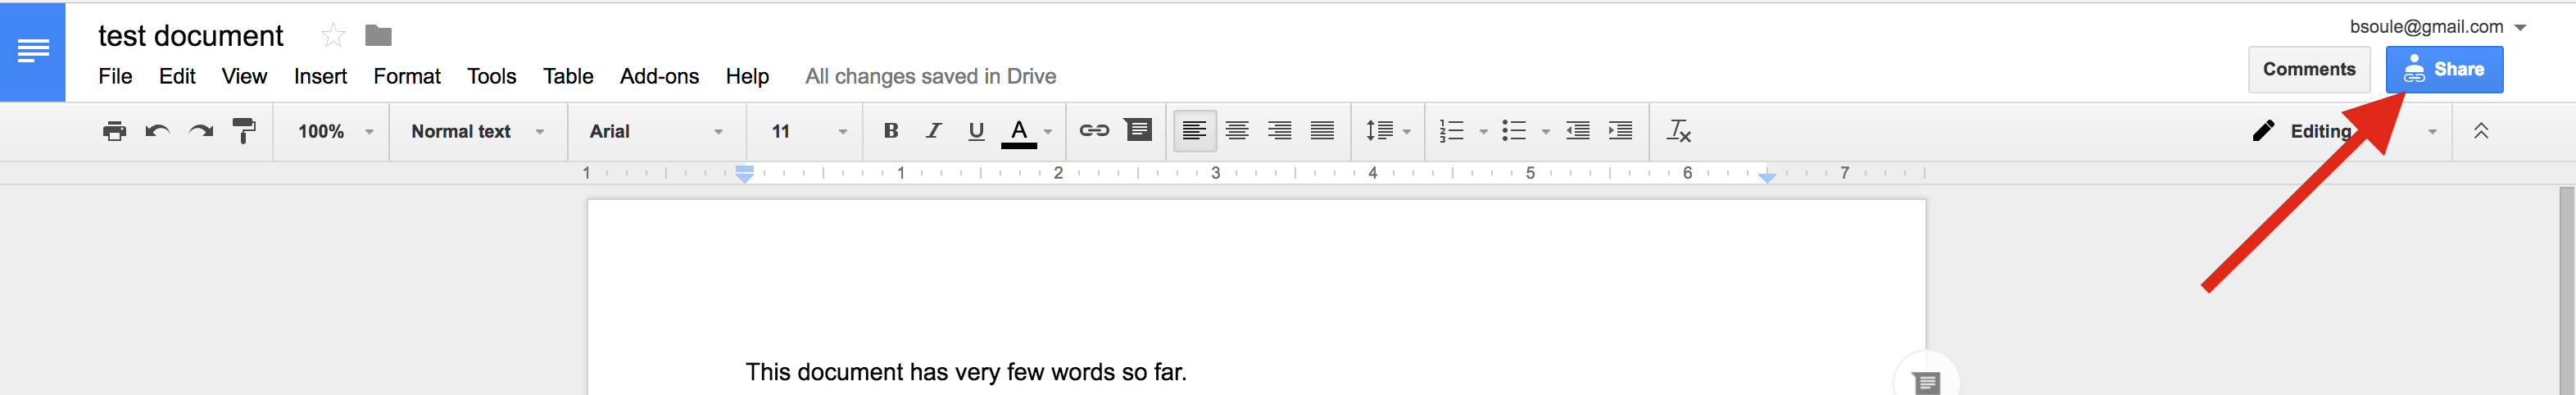 test document
bsoule@gmail.com
File Edit View Insert Format Tools Table Add-ons Help All changes saved in Drive
Comments Share
100% Normal text Arial 11 B I U A Editing
1 1 2 3 4 5 6 7
This document has very few words so far.